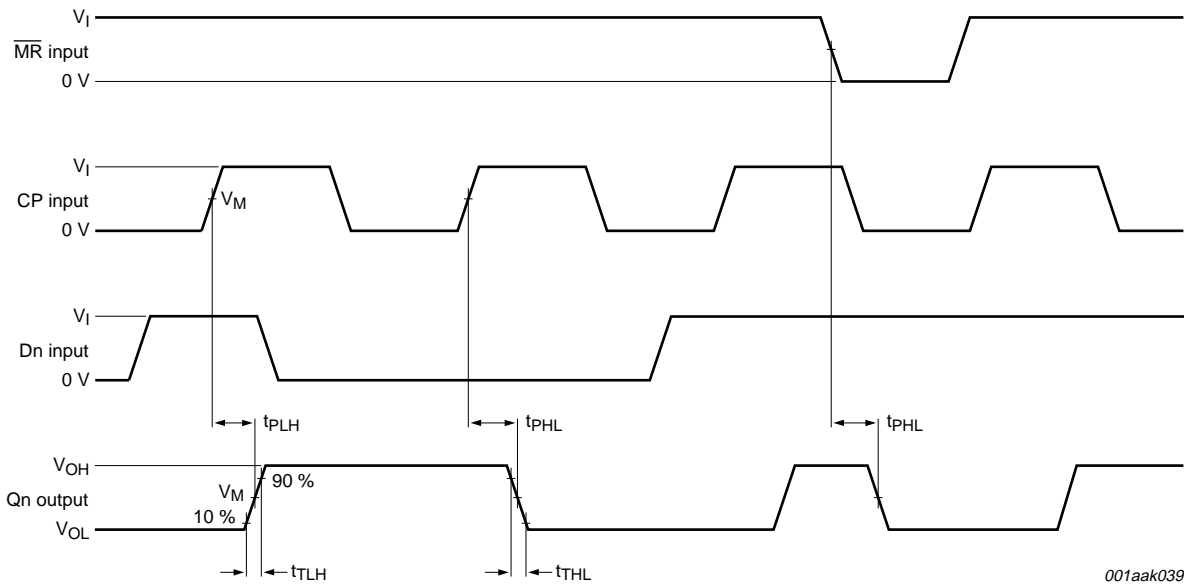 VI
MR input
0 V
VI
CP input
VM
0 V
VI
Dn input
0 V
tPLH
tPHL
tPHL
VOH
90 %
Qn output
VM
10 %
VOL
tTLH
tTHL
001aak039